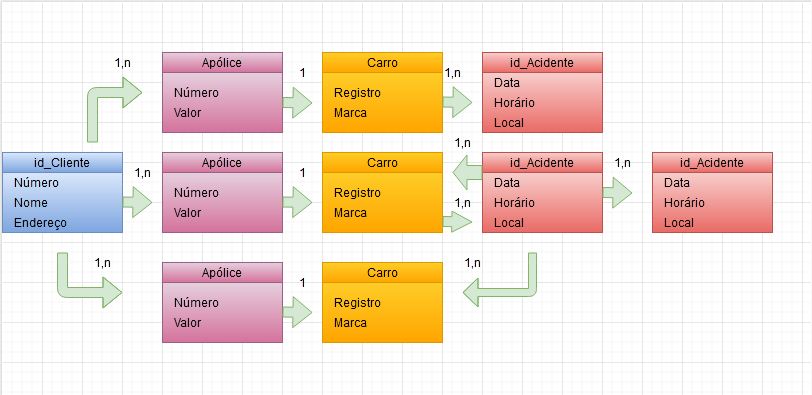 1,n
Apólice
Número
Valor
1
Carro
Registro
Marca
1,n
id_Acidente
Data
Horário
Local
id_Cliente
Número
Nome
Endereço
1,n
Apólice
Número
Valor
1
Carro
Registro
Marca
1,n
1,n
id_Acidente
Data
Horário
Local
1,n
id_Acidente
Data
Horário
Local
1,n
Apólice
Número
Valor
1
Carro
Registro
Marca
1,n